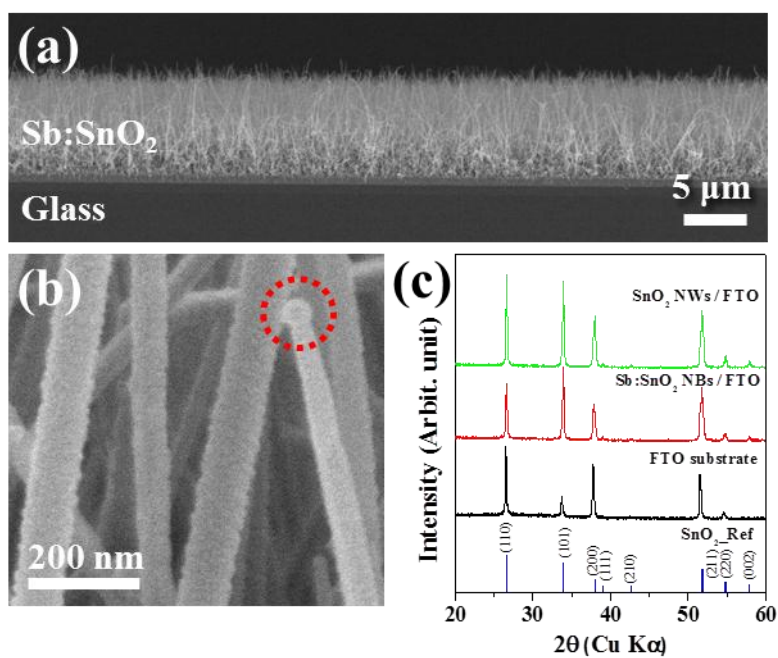 (a)
Sb:SnO₂
5 μm
Glass
(b)
200 nm
(c)
Intensity (Arbit. unit)
SnO₂ NWs / FTO
Sb:SnO₂ NBs / FTO
FTO substrate
SnO₂_Ref
(110)
(101)
(200)
(111)
(210)
(211)
(220)
(002)
20 30 40 50 60
2θ (Cu Kα)